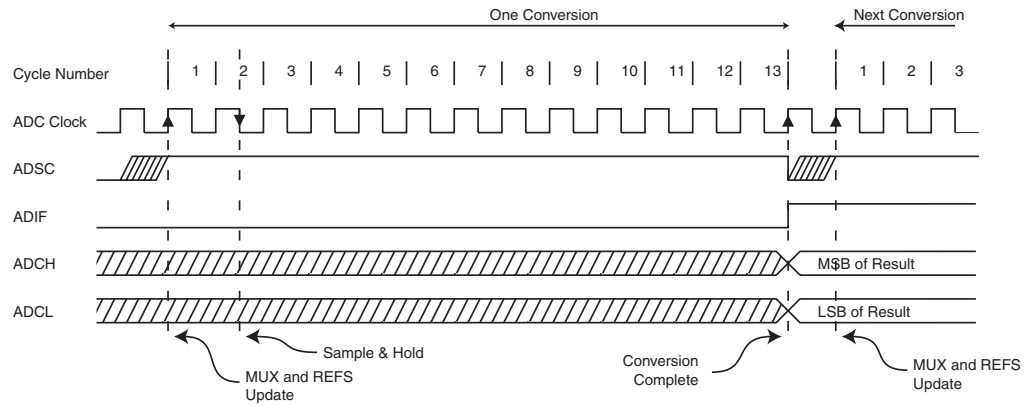 One Conversion
Next Conversion
Cycle Number 1 2 3 4 5 6 7 8 9 10 11 12 13 1 2 3
ADC Clock
ADSC
ADIF
ADCH MSB of Result
ADCL LSB of Result
Sample & Hold
MUX and REFS
Update
Conversion
Complete
MUX and REFS
Update